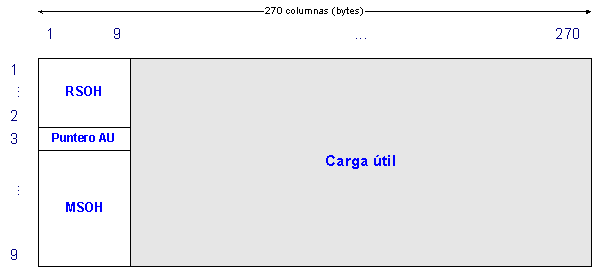 270 columnas (bytes)
1 9 ... 270
1
⋮
RSOH
2
3 Puntero AU
Carga útil
⋮
MSOH
9